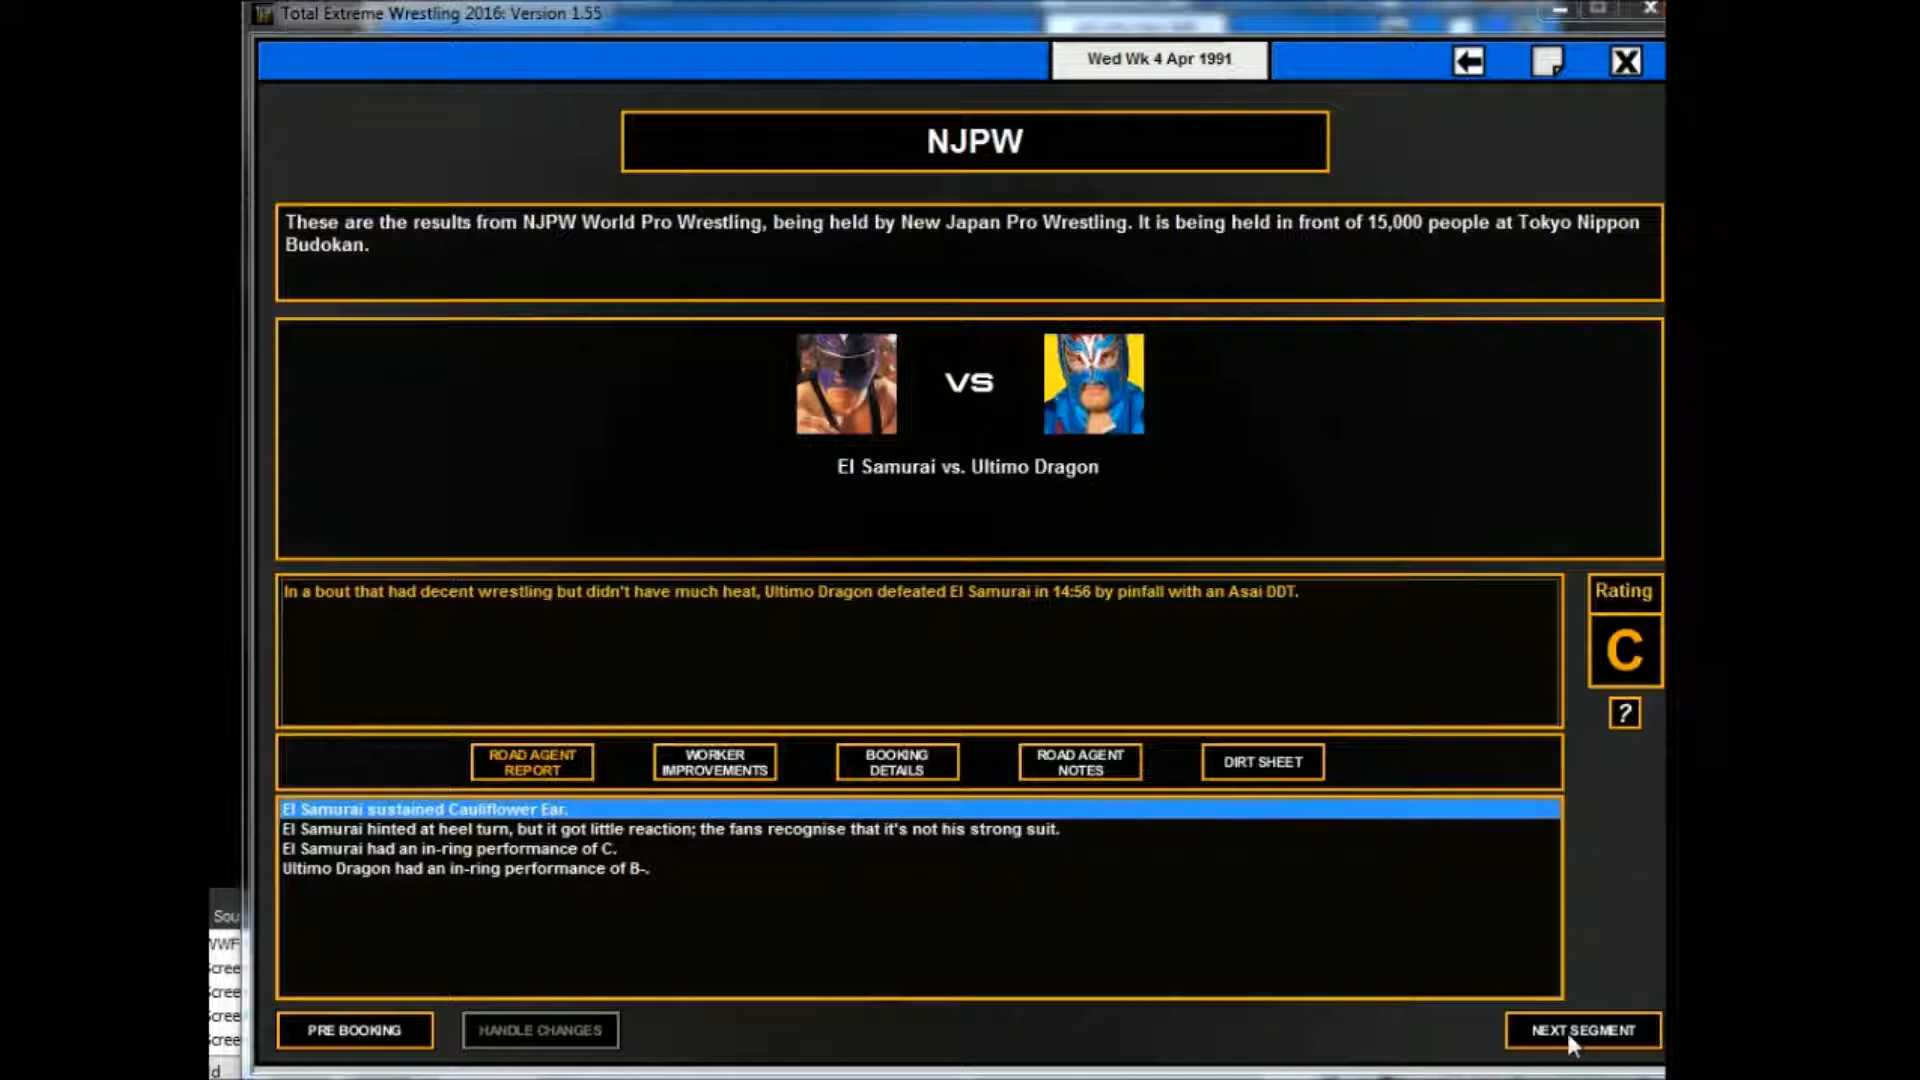 Total Extreme Wrestling 2016: Version 1.55
Wed Wk 4 Apr 1991
NJPW
These are the results from NJPW World Pro Wrestling, being held by New Japan Pro Wrestling. It is being held in front of 15,000 people at Tokyo Nippon
Budokan.
VS
El Samurai vs. Ultimo Dragon
In a bout that had decent wrestling but didn't have much heat, Ultimo Dragon defeated El Samurai in 14:56 by pinfall with an Asai DDT.
Rating
C
?
ROAD AGENT
REPORT
WORKER
IMPROVEMENTS
BOOKING
DETAILS
ROAD AGENT
NOTES
DIRT SHEET
El Samurai sustained Cauliflower Ear.
El Samurai hinted at heel turn, but it got little reaction; the fans recognise that it's not his strong suit.
El Samurai had an in-ring performance of C.
Ultimo Dragon had an in-ring performance of B-.
Sou
WWF
Scree
Scree
Scree
Scree
d
PRE BOOKING
HANDLE CHANGES
NEXT SEGMENT